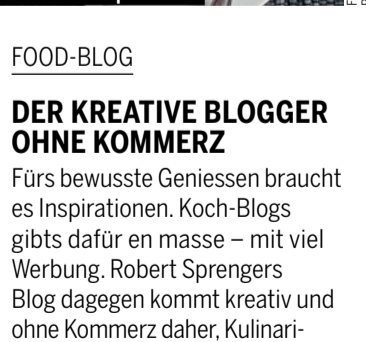 FOOD-BLOG
DER KREATIVE BLOGGER
OHNE KOMMERZ
Fürs bewusste Geniessen braucht
es Inspirationen. Koch-Blogs
gibts dafür en masse – mit viel
Werbung. Robert Sprengers
Blog dagegen kommt kreativ und
ohne Kommerz daher, Kulinari-